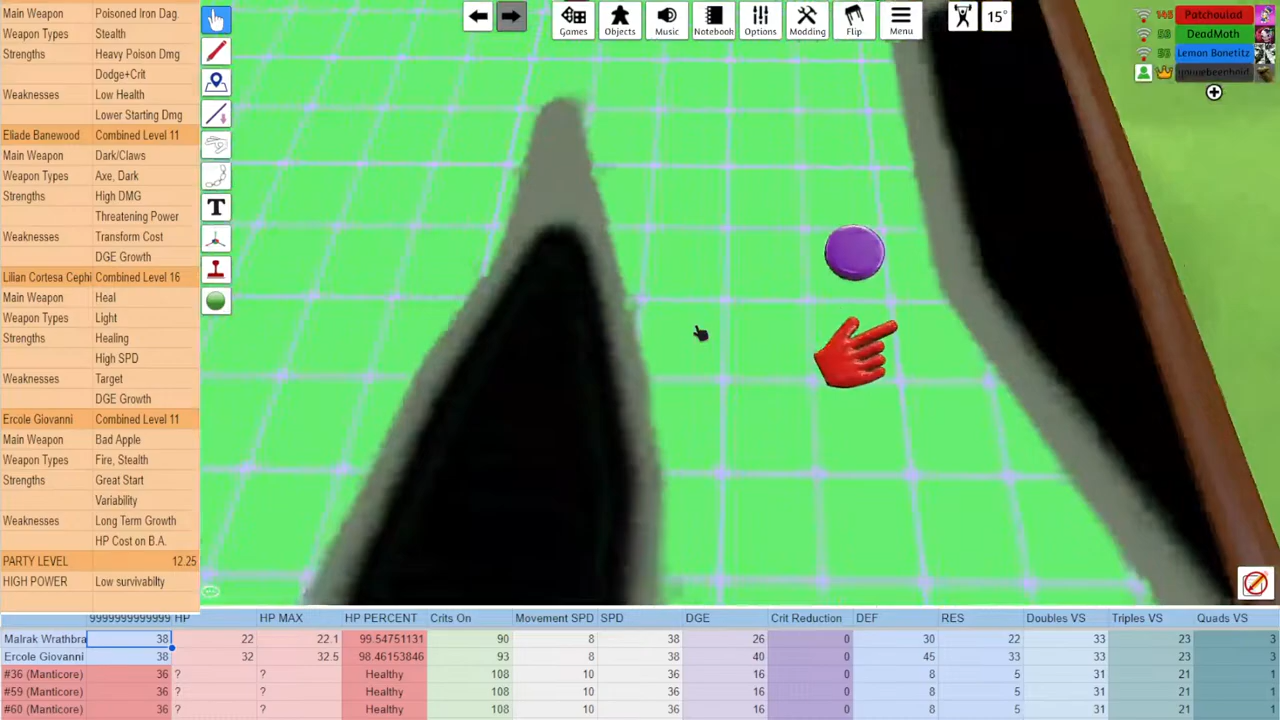 Main Weapon Poisoned Iron Dag.
Weapon Types Stealth
Strengths Heavy Poison Dmg
Dodge+Crit
Weaknesses Low Health
Lower Starting Dmg
Eliade Banewood Combined Level 11
Main Weapon Dark/Claws
Weapon Types Axe, Dark
Strengths High DMG
Threatening Power
Weaknesses Transform Cost
DGE Growth
Lilian Cortesa Cephi Combined Level 16
Main Weapon Heal
Weapon Types Light
Strengths Healing
High SPD
Weaknesses Target
DGE Growth
Ercole Giovanni Combined Level 11
Main Weapon Bad Apple
Weapon Types Fire, Stealth
Strengths Great Start
Variability
Weaknesses Long Term Growth
HP Cost on B.A.
PARTY LEVEL 12.25
HIGH POWER Low survivablity
T
Games Objects Music Notebook Options Modding Flip Menu
15°
146 Patchoulad
53 DeadMoth
55 Lemon Bonetitz
9999999999999 HP HP MAX HP PERCENT Crits On Movement SPD SPD DGE Crit Reduction DEF RES Doubles VS Triples VS Quads VS
Malrak Wrathbra 38 22 22.1 99.54751131 90 8 38 26 0 30 22 33 23 3
Ercole Giovanni 38 32 32.5 98.46153846 93 8 38 40 0 45 33 33 23 3
#36 (Manticore) 36 ? ? Healthy 108 10 36 16 0 8 5 31 21 1
#59 (Manticore) 36 ? ? Healthy 108 10 36 16 0 8 5 31 21 1
#60 (Manticore) 36 ? ? Healthy 108 10 36 16 0 8 5 31 21 1